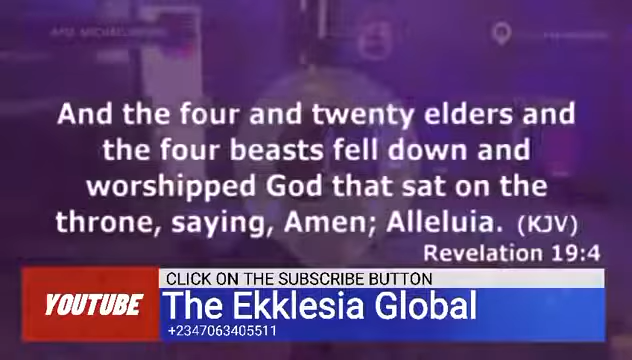 And the four and twenty elders and
the four beasts fell down and
worshipped God that sat on the
throne, saying, Amen; Alleluia. (KJV)
Revelation 19:4
CLICK ON THE SUBSCRIBE BUTTON
YOUTUBE
The Ekklesia Global
+2347063405511